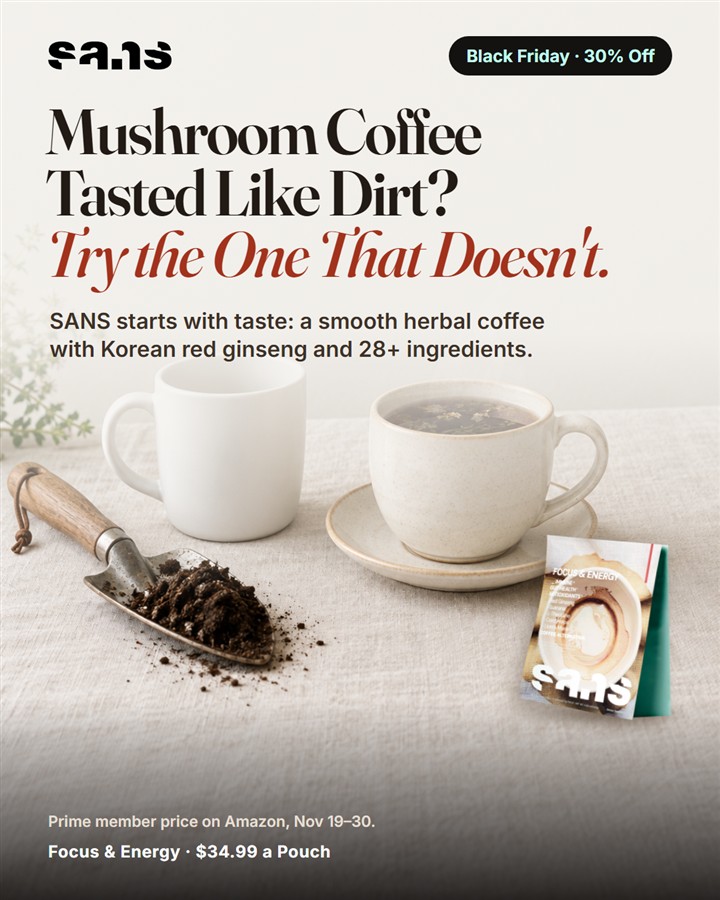 sans
Black Friday · 30% Off
Mushroom Coffee
Tasted Like Dirt?
Try the One That Doesn't.
SANS starts with taste: a smooth herbal coffee
with Korean red ginseng and 28+ ingredients.
FOCUS & ENERGY
sans
Prime member price on Amazon, Nov 19–30.
Focus & Energy · $34.99 a Pouch